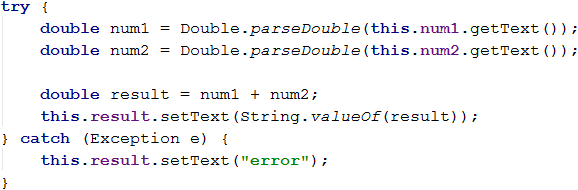 try {
    double num1 = Double.parseDouble(this.num1.getText());
    double num2 = Double.parseDouble(this.num2.getText());

    double result = num1 + num2;
    this.result.setText(String.valueOf(result));
} catch (Exception e) {
    this.result.setText("error");
}